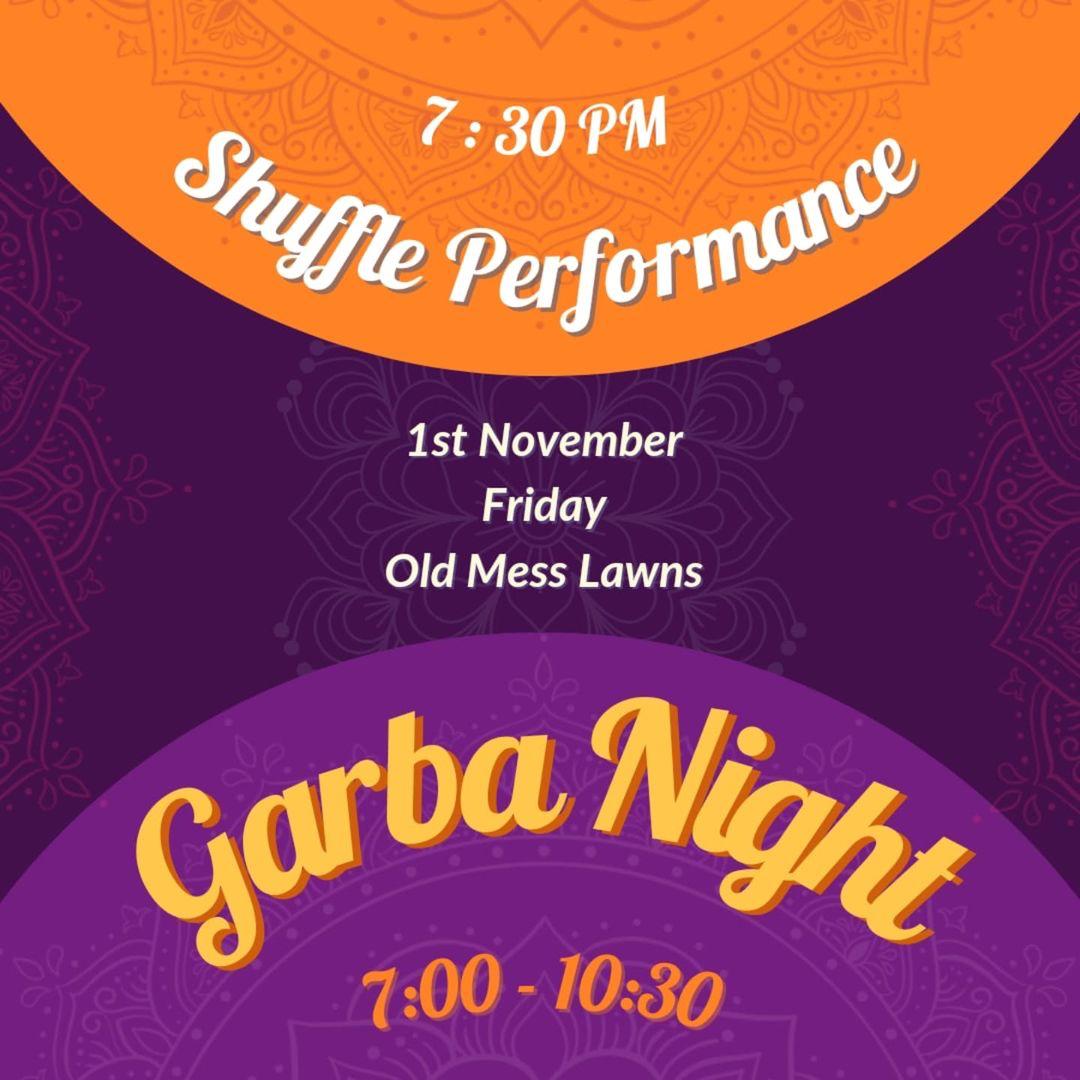 7 : 30 PM
Shuffle Performance
1st November
Friday
Old Mess Lawns
Garba Night
7:00 - 10:30